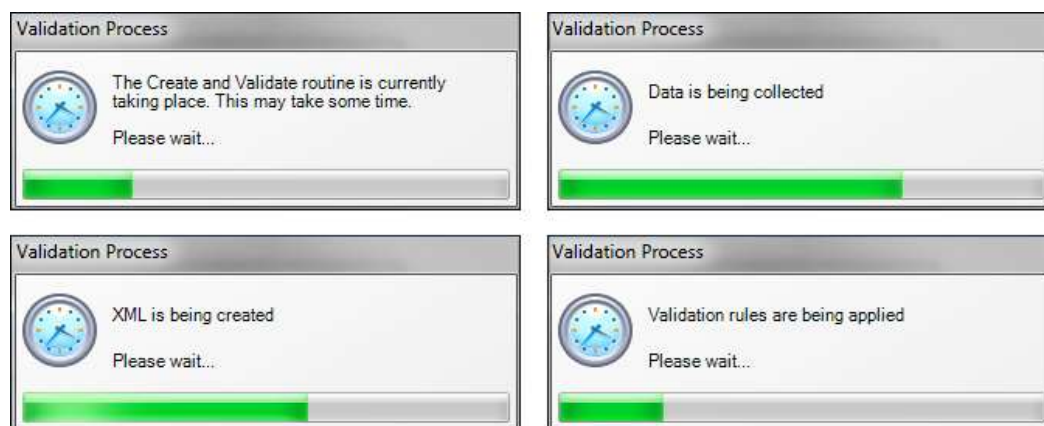 Validation Process
The Create and Validate routine is currently
taking place. This may take some time.
Please wait...
Validation Process
Data is being collected
Please wait...
Validation Process
XML is being created
Please wait...
Validation Process
Validation rules are being applied
Please wait...